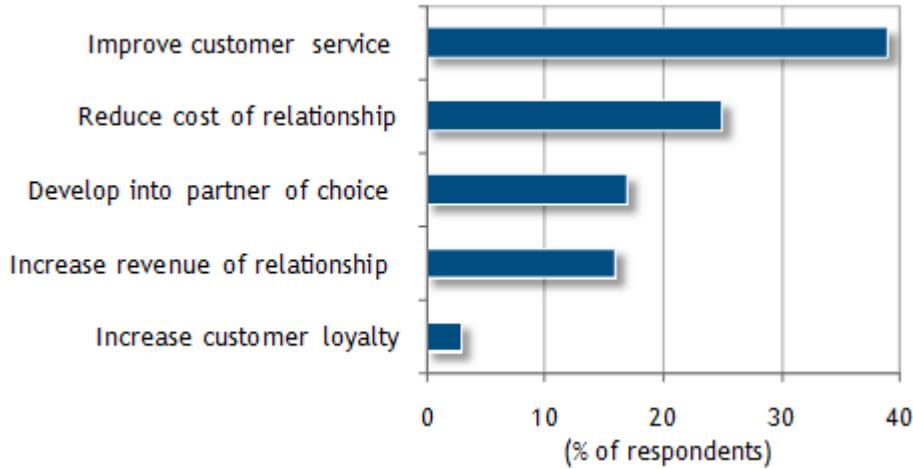 Improve customer service
Reduce cost of relationship
Develop into partner of choice
Increase revenue of relationship
Increase customer loyalty
0 10 20 30 40
(% of respondents)